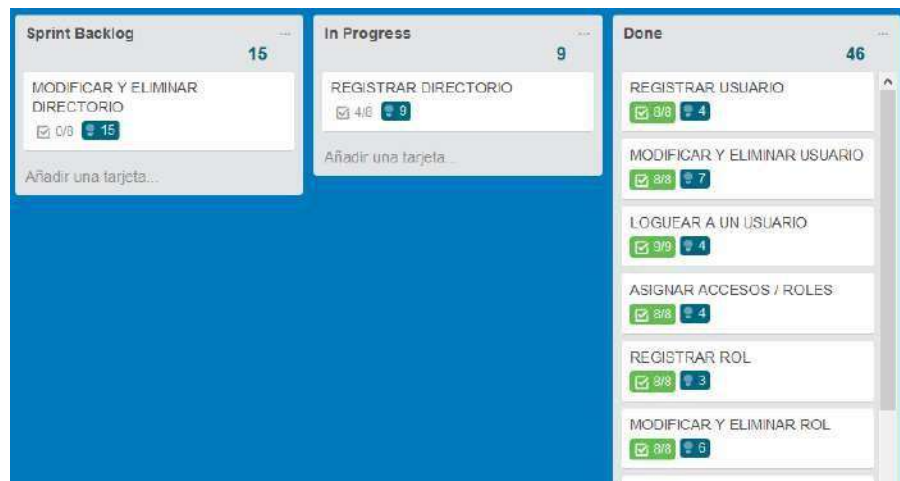 Sprint Backlog
15
MODIFICAR Y ELIMINAR
DIRECTORIO
0/8 15
Añadir una tarjeta...
In Progress
9
REGISTRAR DIRECTORIO
4/8 9
Añadir una tarjeta...
Done
46
REGISTRAR USUARIO
8/8 4
MODIFICAR Y ELIMINAR USUARIO
8/8 7
LOGUEAR A UN USUARIO
9/9 4
ASIGNAR ACCESOS / ROLES
8/8 4
REGISTRAR ROL
8/8 3
MODIFICAR Y ELIMINAR ROL
8/8 6